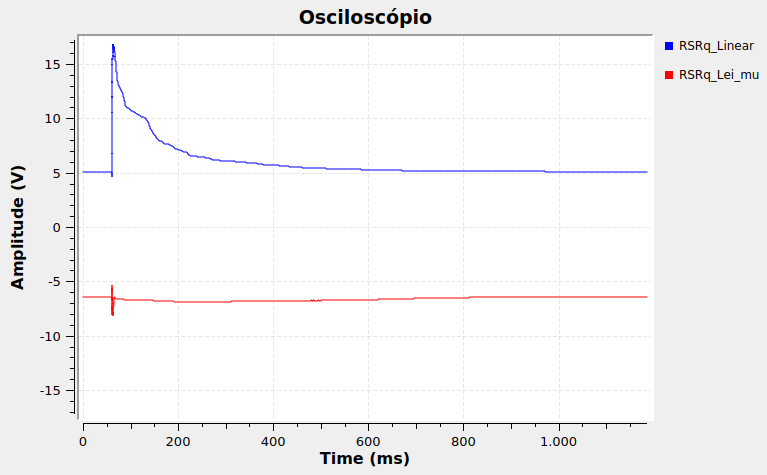 Osciloscópio
RSRq_Linear
RSRq_Lei_mu
Amplitude (V)
15
10
5
0
-5
-10
-15
0 200 400 600 800 1.000
Time (ms)